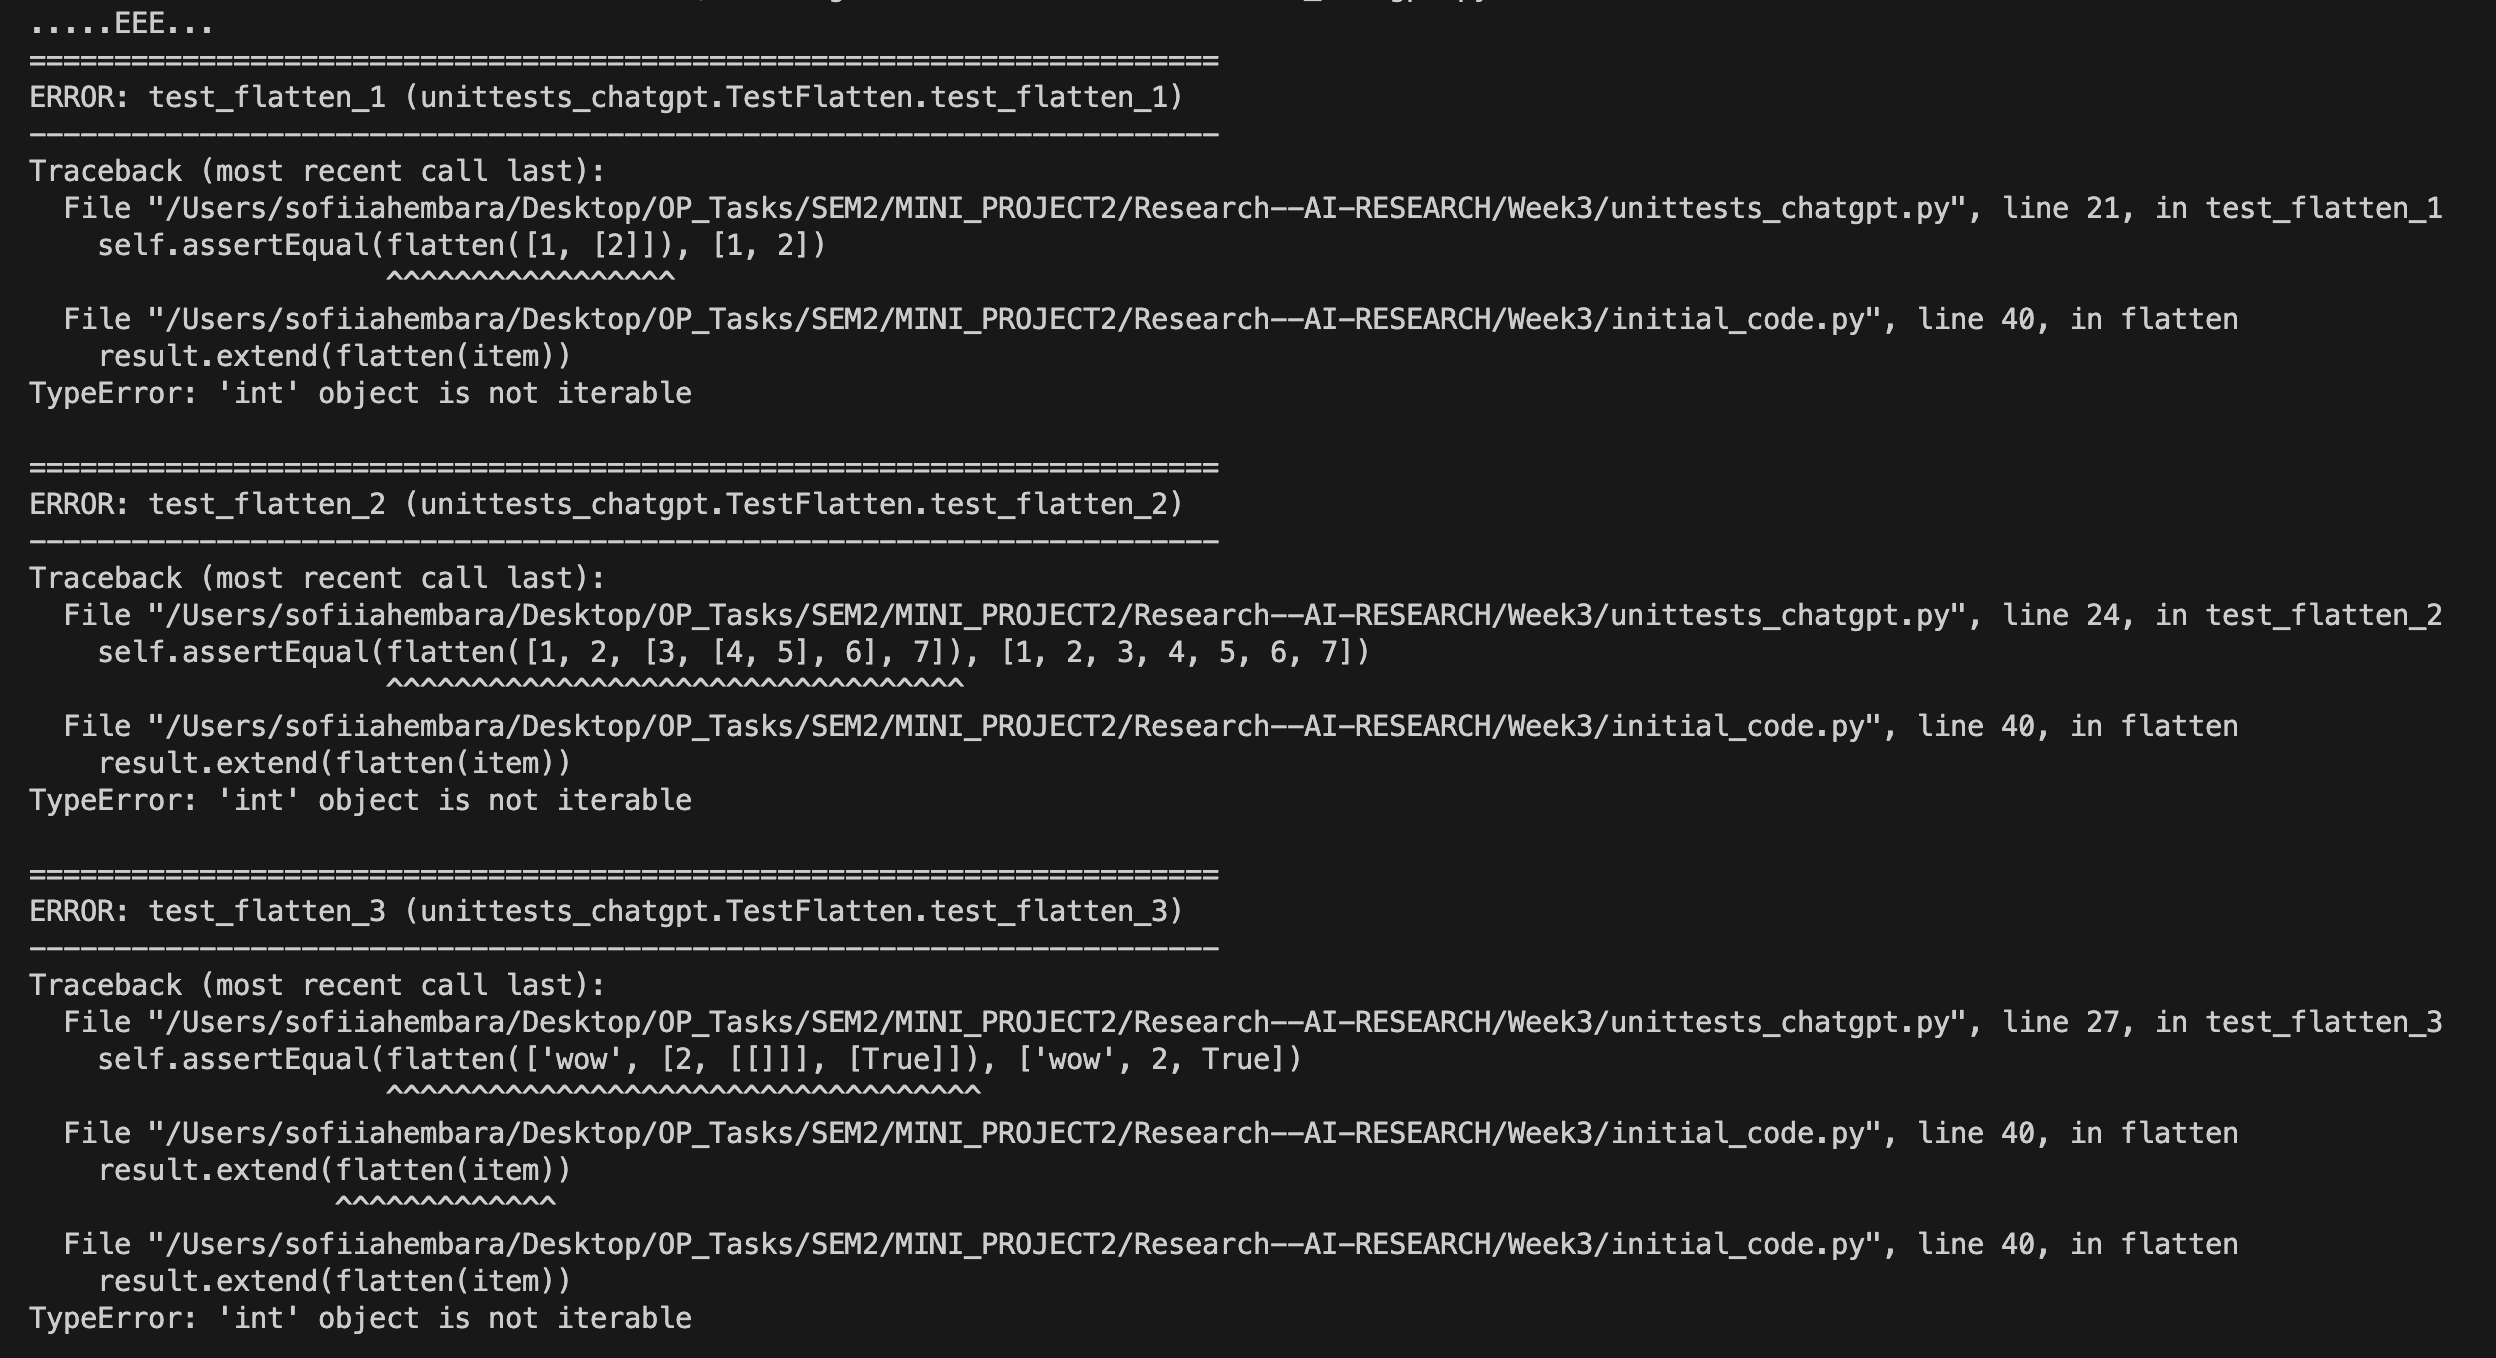 .....EEE...
======================================================================
ERROR: test_flatten_1 (unittests_chatgpt.TestFlatten.test_flatten_1)
----------------------------------------------------------------------
Traceback (most recent call last):
  File "/Users/sofiiahembara/Desktop/OP_Tasks/SEM2/MINI_PROJECT2/Research--AI-RESEARCH/Week3/unittests_chatgpt.py", line 21, in test_flatten_1
    self.assertEqual(flatten([1, [2]]), [1, 2])
                     ^^^^^^^^^^^^^^^^^
  File "/Users/sofiiahembara/Desktop/OP_Tasks/SEM2/MINI_PROJECT2/Research--AI-RESEARCH/Week3/initial_code.py", line 40, in flatten
    result.extend(flatten(item))
TypeError: 'int' object is not iterable

======================================================================
ERROR: test_flatten_2 (unittests_chatgpt.TestFlatten.test_flatten_2)
----------------------------------------------------------------------
Traceback (most recent call last):
  File "/Users/sofiiahembara/Desktop/OP_Tasks/SEM2/MINI_PROJECT2/Research--AI-RESEARCH/Week3/unittests_chatgpt.py", line 24, in test_flatten_2
    self.assertEqual(flatten([1, 2, [3, [4, 5], 6], 7]), [1, 2, 3, 4, 5, 6, 7])
                     ^^^^^^^^^^^^^^^^^^^^^^^^^^^^^^^^^^
  File "/Users/sofiiahembara/Desktop/OP_Tasks/SEM2/MINI_PROJECT2/Research--AI-RESEARCH/Week3/initial_code.py", line 40, in flatten
    result.extend(flatten(item))
TypeError: 'int' object is not iterable

======================================================================
ERROR: test_flatten_3 (unittests_chatgpt.TestFlatten.test_flatten_3)
----------------------------------------------------------------------
Traceback (most recent call last):
  File "/Users/sofiiahembara/Desktop/OP_Tasks/SEM2/MINI_PROJECT2/Research--AI-RESEARCH/Week3/unittests_chatgpt.py", line 27, in test_flatten_3
    self.assertEqual(flatten(['wow', [2, [[]]], [True]]), ['wow', 2, True])
                     ^^^^^^^^^^^^^^^^^^^^^^^^^^^^^^^^^^^
  File "/Users/sofiiahembara/Desktop/OP_Tasks/SEM2/MINI_PROJECT2/Research--AI-RESEARCH/Week3/initial_code.py", line 40, in flatten
    result.extend(flatten(item))
                  ^^^^^^^^^^^^^
  File "/Users/sofiiahembara/Desktop/OP_Tasks/SEM2/MINI_PROJECT2/Research--AI-RESEARCH/Week3/initial_code.py", line 40, in flatten
    result.extend(flatten(item))
TypeError: 'int' object is not iterable